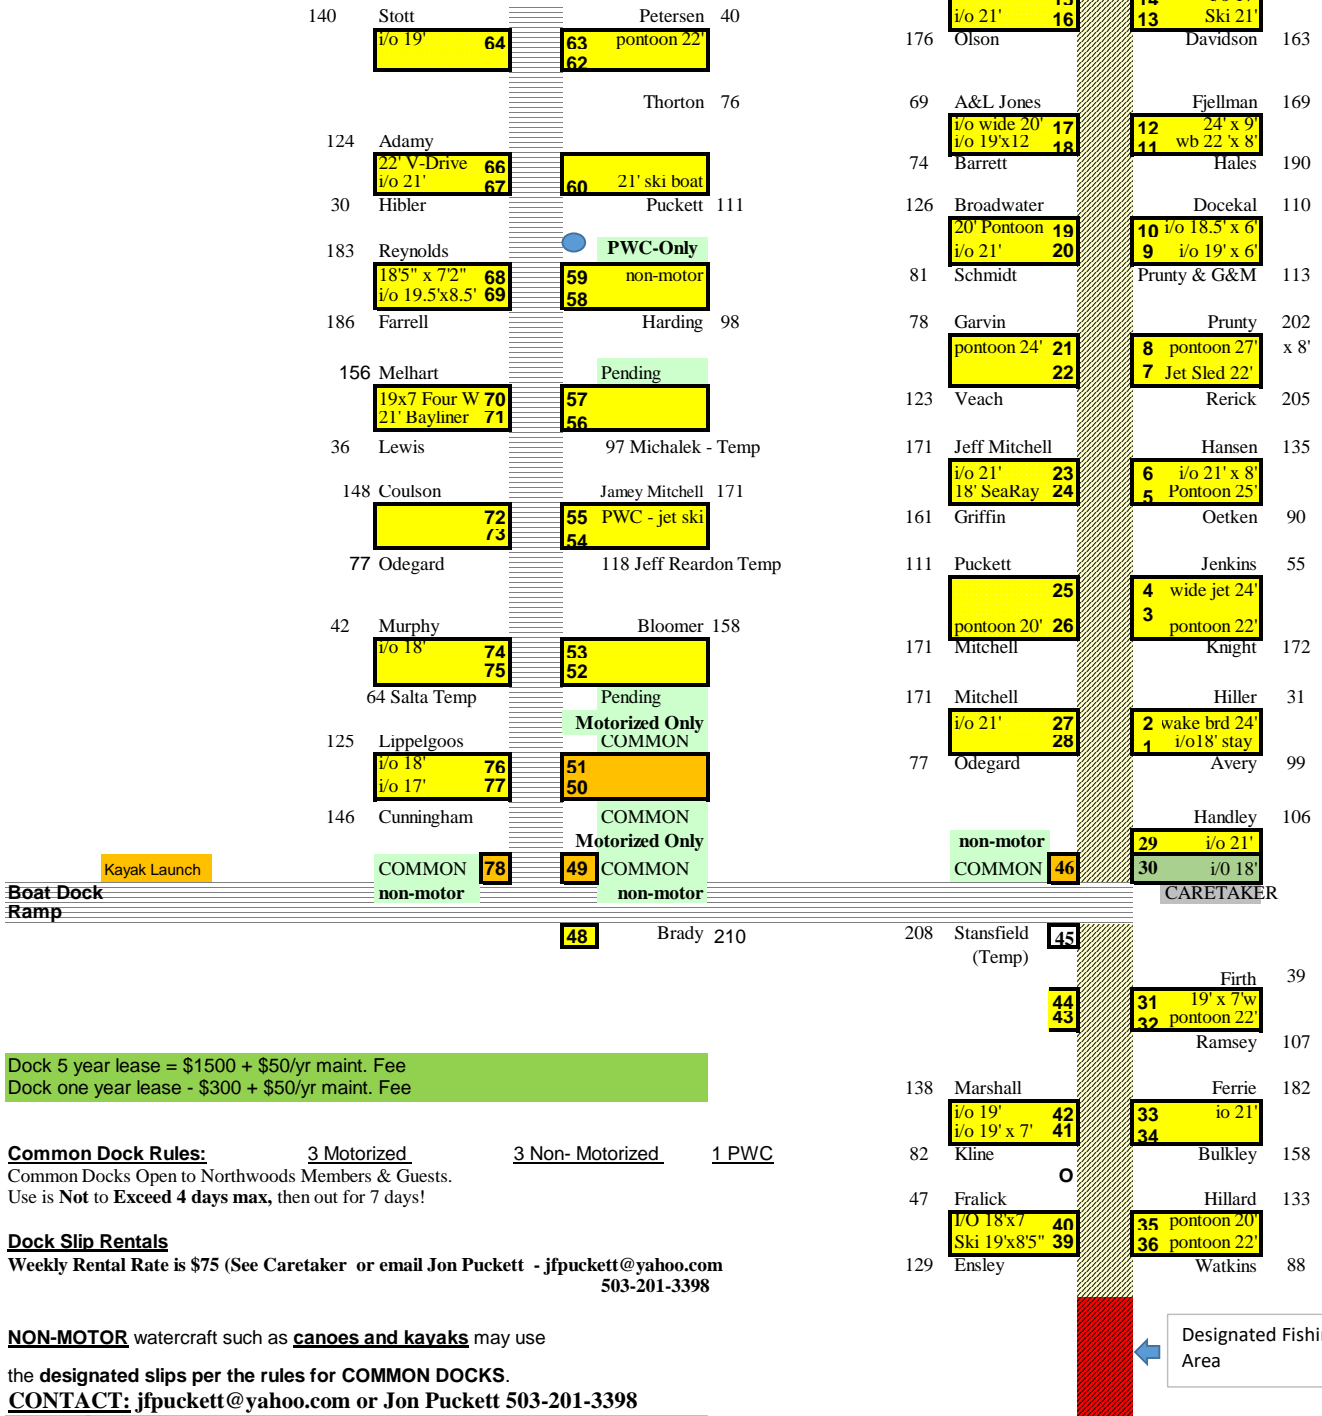 140 Stott Petersen 40
i/o 19' 64 63 pontoon 22'
62
Thorton 76
124 Adamy
22' V-Drive 66
i/o 21' 67 60 21' ski boat
30 Hibler Puckett 111
183 Reynolds PWC-Only
18'5" x 7'2" 68 59 non-motor
i/o 19.5'x8.5' 69 58
186 Farrell Harding 98
156 Melhart Pending
19x7 Four W 70 57
21' Bayliner 71 56
36 Lewis 97 Michalek - Temp
148 Coulson Jamey Mitchell 171
72 55 PWC - jet ski
73 54
77 Odegard 118 Jeff Reardon Temp
42 Murphy Bloomer 158
i/o 18' 74 53
75 52
64 Salta Temp Pending
Motorized Only
125 Lippelgoos COMMON
i/o 18' 76 51
i/o 17' 77 50
146 Cunningham COMMON
Motorized Only
Kayak Launch COMMON 78 49 COMMON
non-motor non-motor
Boat Dock
Ramp
48 Brady 210
i/o 21' 16 13 Ski 21'
176 Olson Davidson 163
69 A&L Jones Fjellman 169
i/o wide 20' 17 12 24' x 9'
i/o 19'x12 18 11 wb 22 'x 8'
74 Barrett Hales 190
126 Broadwater Docekal 110
20' Pontoon 19 10 i/o 18.5' x 6'
i/o 21' 20 9 i/o 19' x 6'
81 Schmidt Prunty & G&M 113
78 Garvin Prunty 202
pontoon 24' 21 8 pontoon 27' x 8'
22 7 Jet Sled 22'
123 Veach Rerick 205
171 Jeff Mitchell Hansen 135
i/o 21' 23 6 i/o 21' x 8'
18' SeaRay 24 5 Pontoon 25'
161 Griffin Oetken 90
111 Puckett Jenkins 55
25 4 wide jet 24'
3
pontoon 20' 26 pontoon 22'
171 Mitchell Knight 172
171 Mitchell Hiller 31
i/o 21' 27 2 wake brd 24'
28 1 i/o18' stay
77 Odegard Avery 99
Handley 106
non-motor 29 i/o 21'
COMMON 46 30 i/0 18'
CARETAKER
208 Stansfield 45
(Temp)
Firth 39
44 31 19' x 7'w
43 32 pontoon 22'
Ramsey 107
138 Marshall Ferrie 182
i/o 19' 42 33 io 21'
i/o 19' x 7' 41 34
82 Kline Bulkley 158
O
47 Fralick Hillard 133
I/O 18'x7 40 35 pontoon 20'
Ski 19'x8'5" 39 36 pontoon 22'
129 Ensley Watkins 88
Designated Fishi
Area
Dock 5 year lease = $1500 + $50/yr maint. Fee
Dock one year lease - $300 + $50/yr maint. Fee
Common Dock Rules: 3 Motorized 3 Non- Motorized 1 PWC
Common Docks Open to Northwoods Members & Guests.
Use is Not to Exceed 4 days max, then out for 7 days!
Dock Slip Rentals
Weekly Rental Rate is $75 (See Caretaker or email Jon Puckett - jfpuckett@yahoo.com
503-201-3398
NON-MOTOR watercraft such as canoes and kayaks may use
the designated slips per the rules for COMMON DOCKS.
CONTACT: jfpuckett@yahoo.com or Jon Puckett 503-201-3398